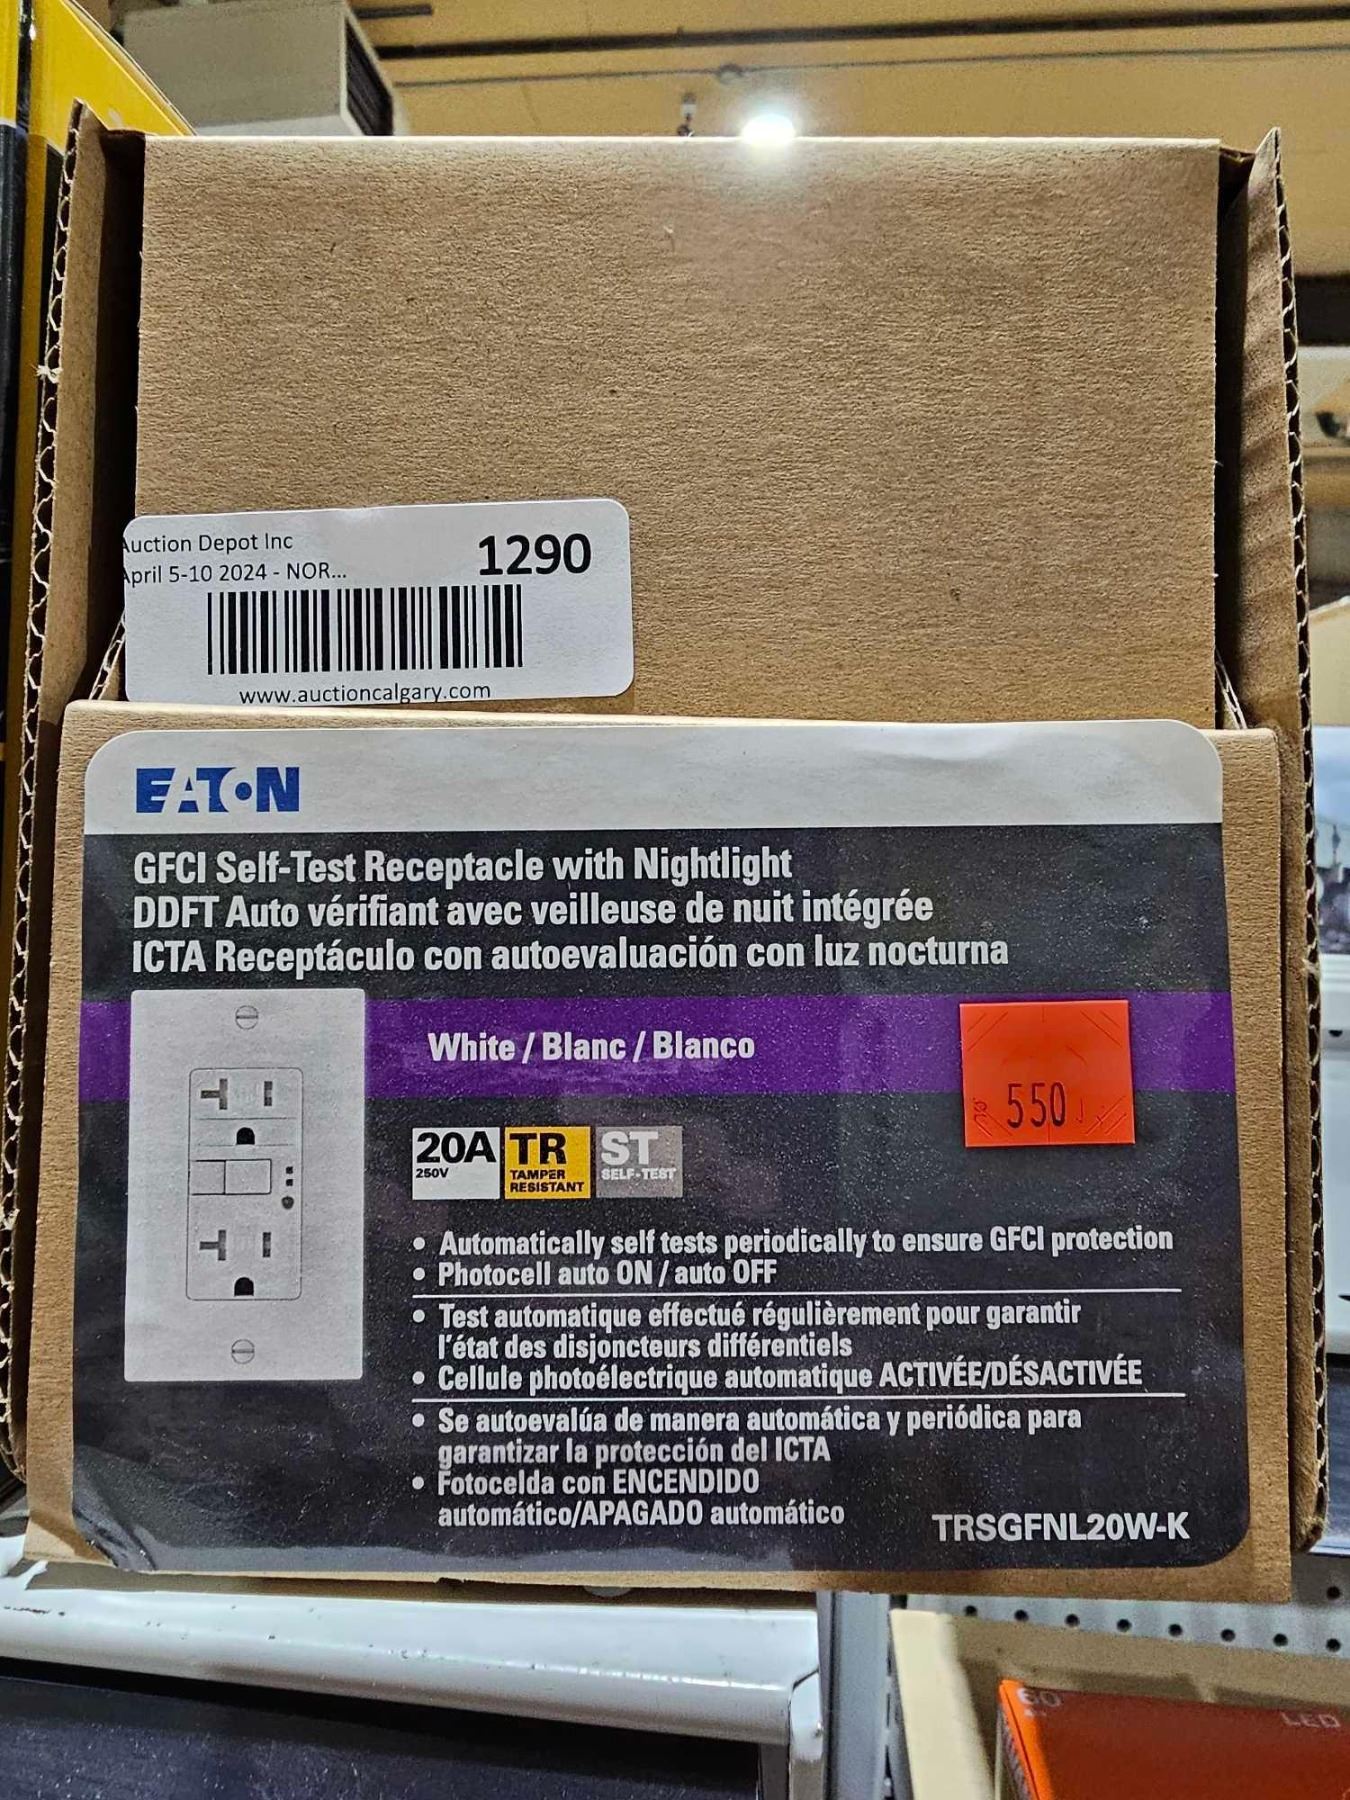 Auction Depot Inc
April 5-10 2024 - NOR...
1290
www.auctioncalgary.com
EATON
GFCI Self-Test Receptacle with Nightlight
DDFT Auto vérifiant avec veilleuse de nuit intégrée
ICTA Receptáculo con autoevaluación con luz nocturna
White / Blanc / Blanco
550
20A
250V
TR
TAMPER
RESISTANT
ST
SELF-TEST
• Automatically self tests periodically to ensure GFCI protection
• Photocell auto ON / auto OFF
• Test automatique effectué régulièrement pour garantir
l'état des disjoncteurs différentiels
• Cellule photoélectrique automatique ACTIVÉE/DÉSACTIVÉE
• Se autoevalúa de manera automática y periódica para
garantizar la protección del ICTA
• Fotocelda con ENCENDIDO
automático/APAGADO automático
TRSGFNL20W-K
60
LED